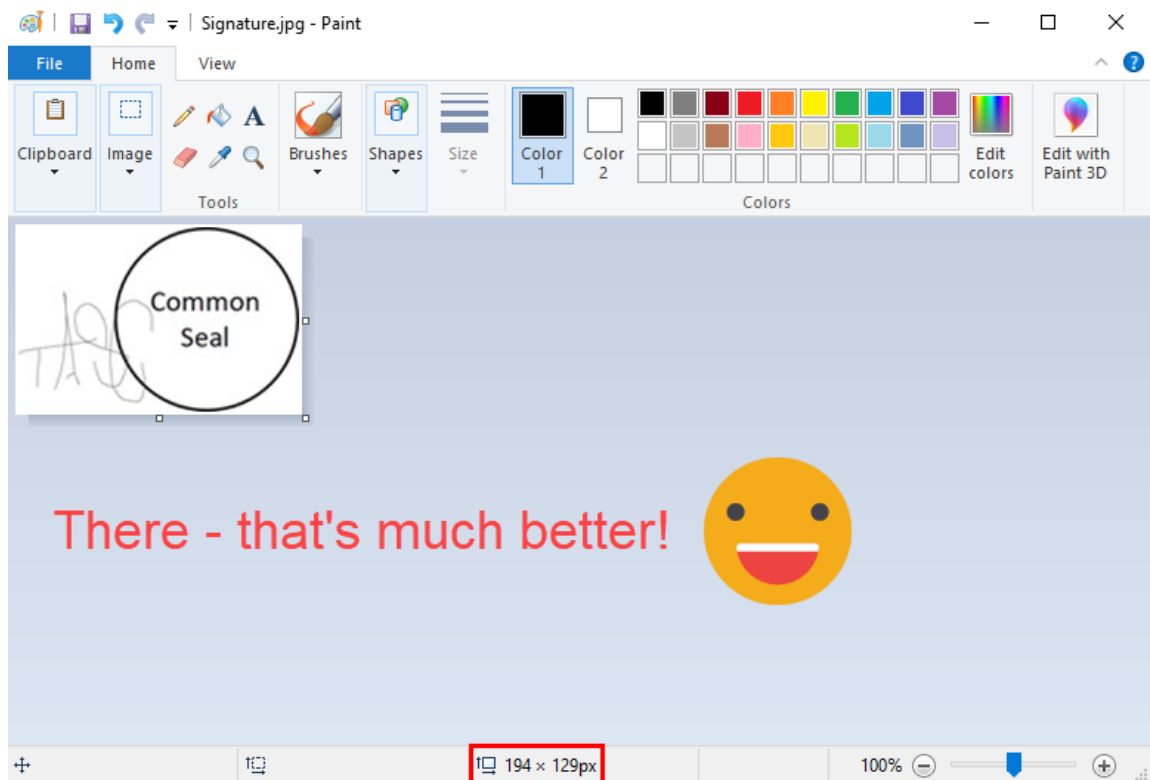 Signature.jpg - Paint
File Home View
Clipboard Image Brushes Shapes Size Color 1 Color 2 Edit colors Edit with Paint 3D
Tools Colors
Common
Seal
There - that's much better!
194 × 129px 100%